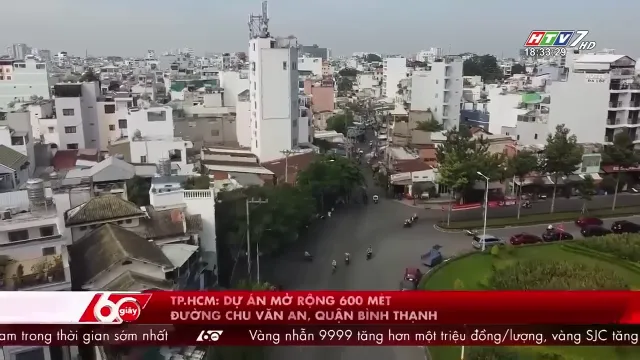 HTV7 HD
18:33:29
60 giây
TP.HCM: DỰ ÁN MỞ RỘNG 600 MÉT
ĐƯỜNG CHU VĂN AN, QUẬN BÌNH THẠNH
am trong thời gian sớm nhất
Vàng nhẫn 9999 tăng hơn một triệu đồng/lượng, vàng SJC tăng